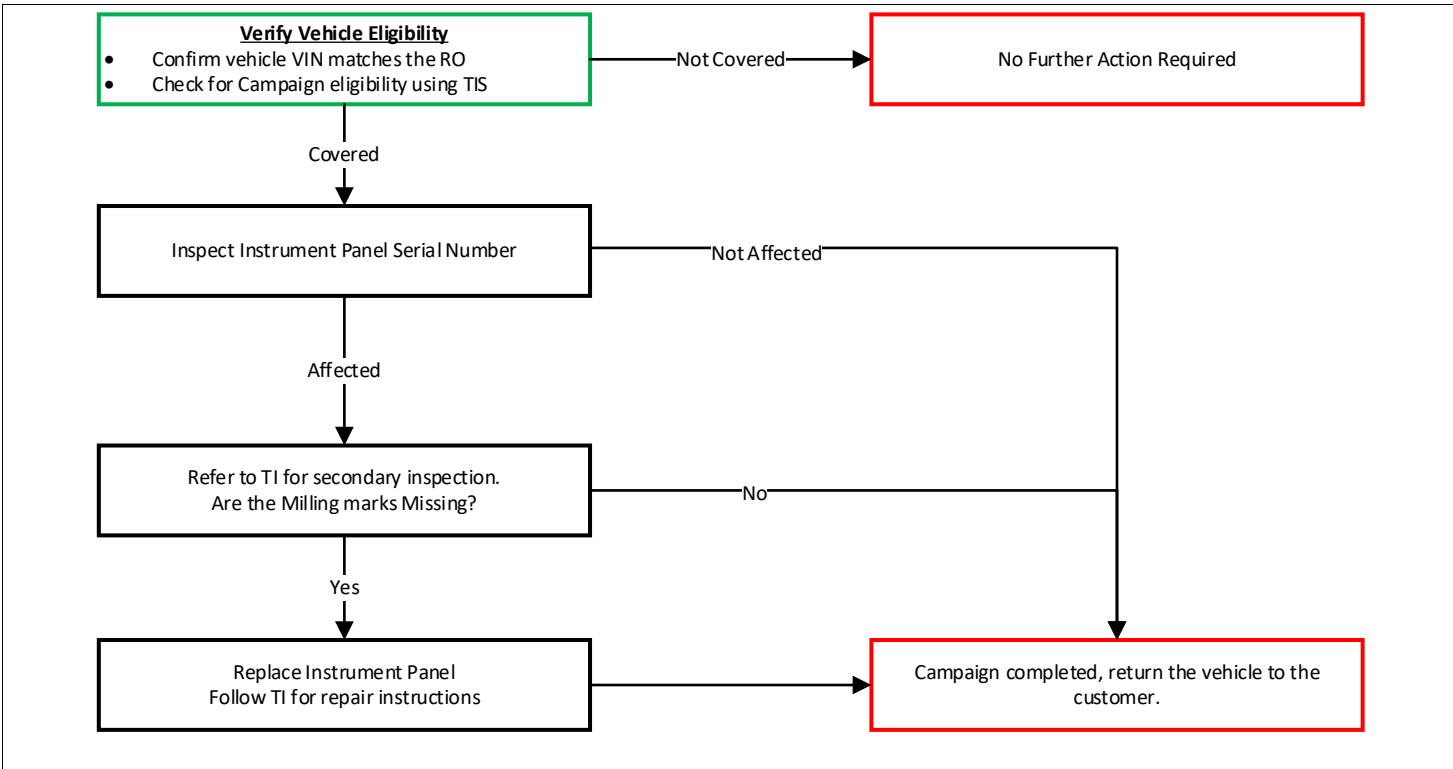 Verify Vehicle Eligibility
• Confirm vehicle VIN matches the RO
• Check for Campaign eligibility using TIS
Not Covered
No Further Action Required
Covered
Inspect Instrument Panel Serial Number
Not Affected
Affected
Refer to TI for secondary inspection.
Are the Milling marks Missing?
No
Yes
Replace Instrument Panel
Follow TI for repair instructions
Campaign completed, return the vehicle to the
customer.